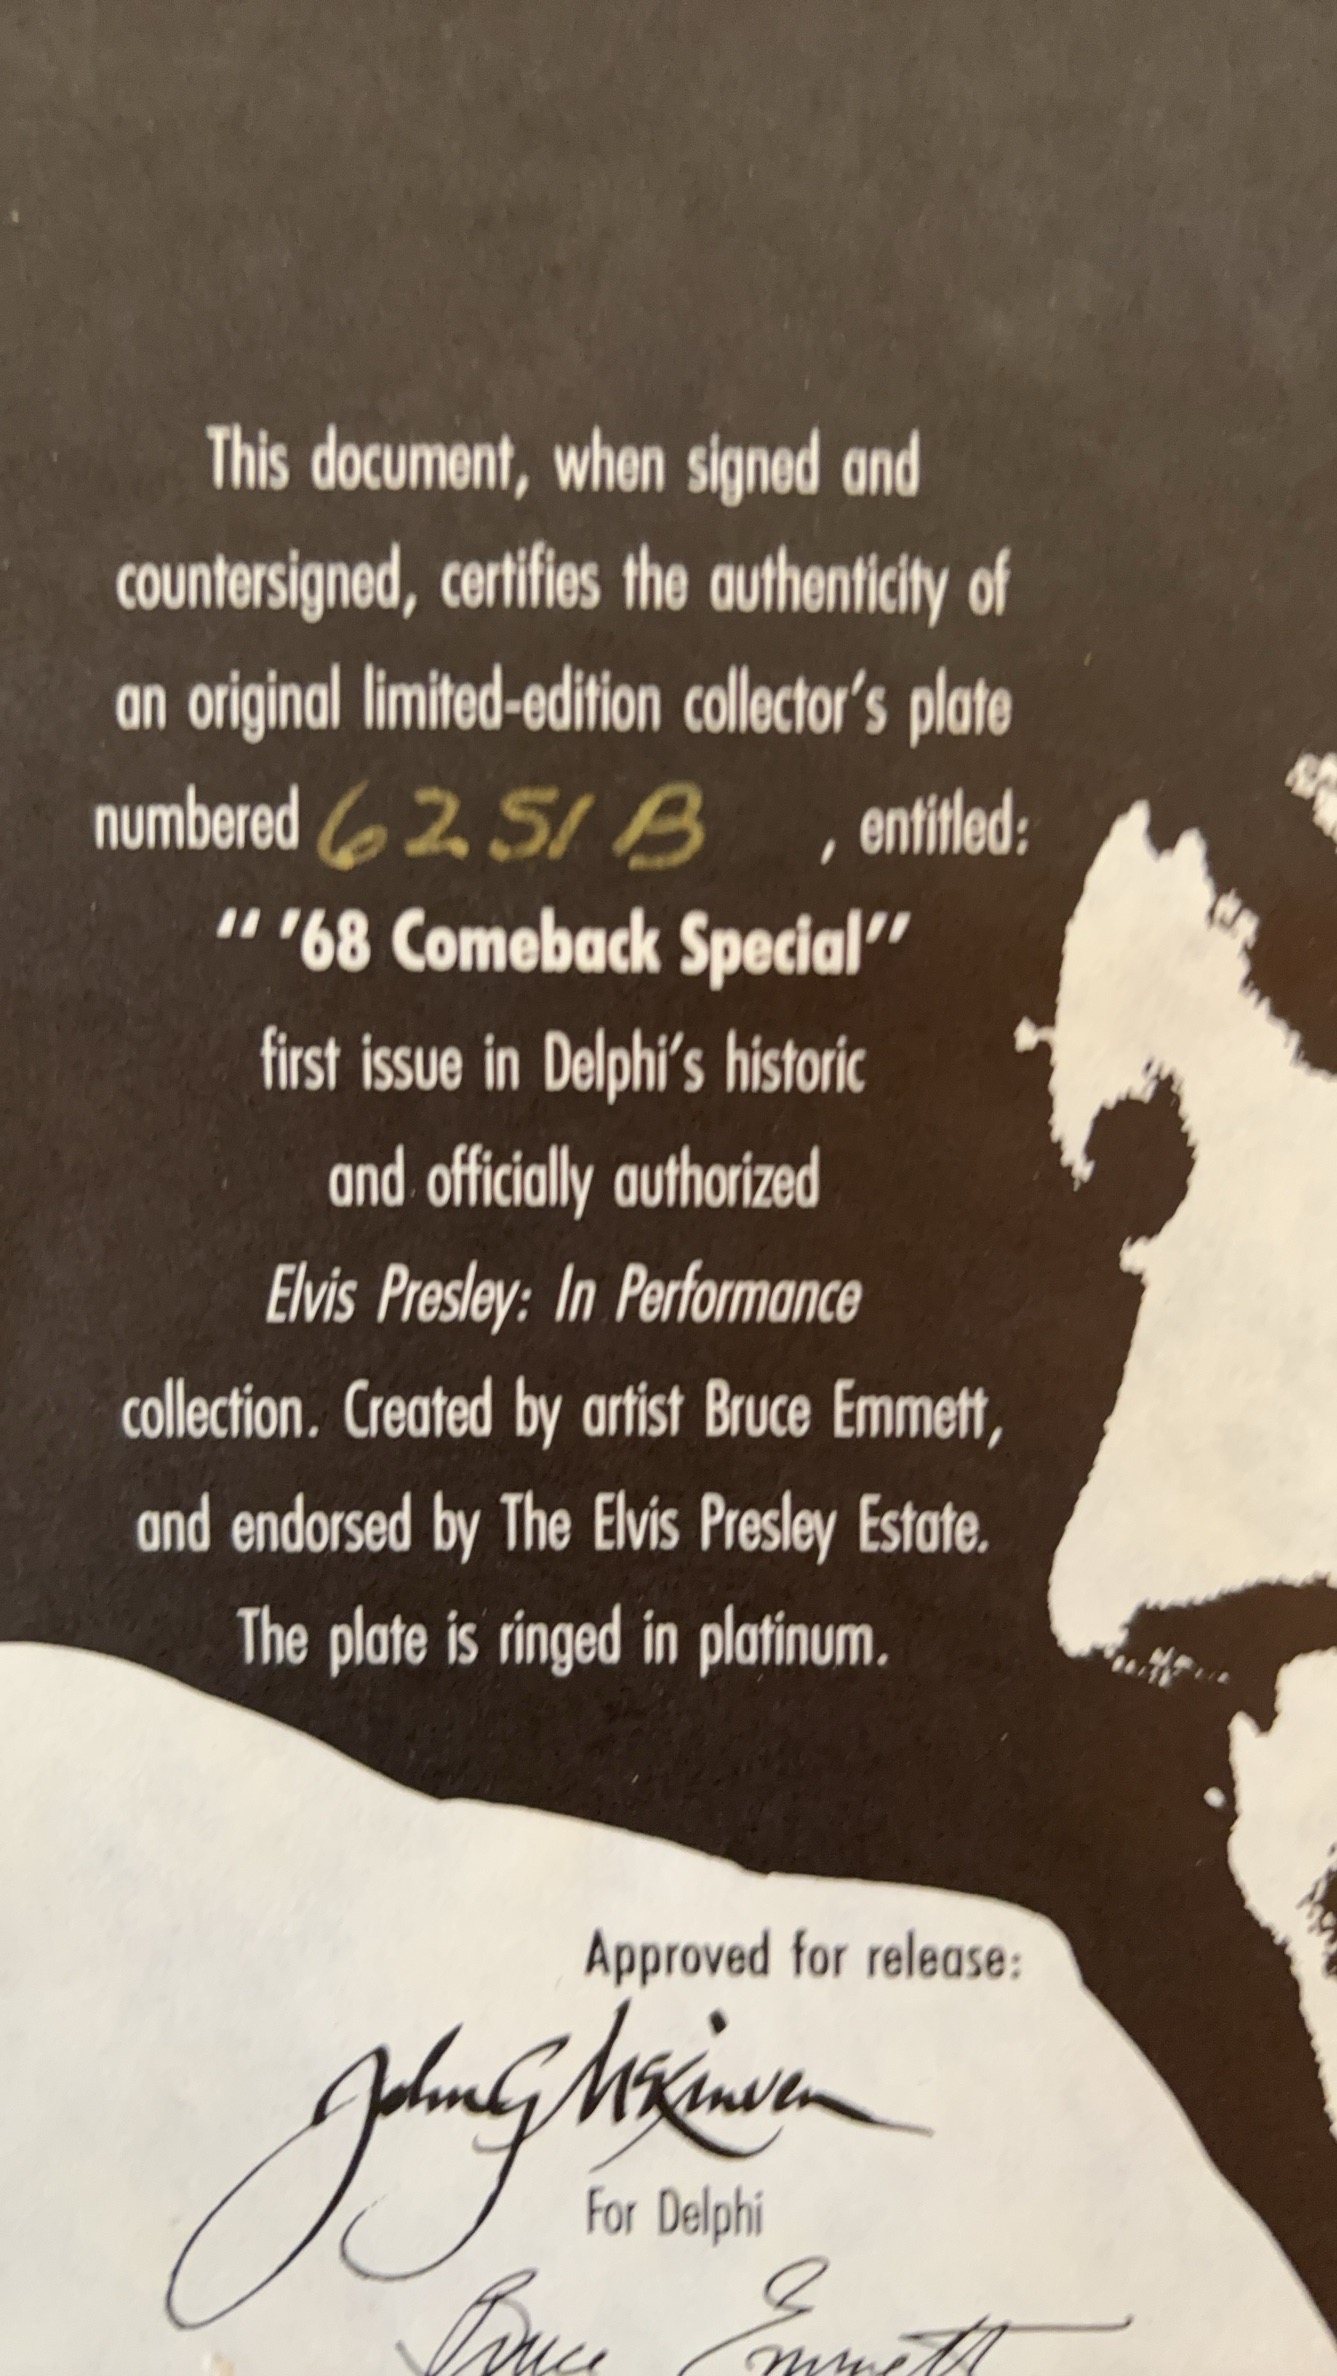 This document, when signed and
countersigned, certifies the authenticity of
an original limited-edition collector's plate
numbered 6251B , entitled:
" '68 Comeback Special"
first issue in Delphi's historic
and officially authorized
Elvis Presley: In Performance
collection. Created by artist Bruce Emmett,
and endorsed by The Elvis Presley Estate.
The plate is ringed in platinum.
Approved for release:
John G McKinven
For Delphi
Bruce Emmett